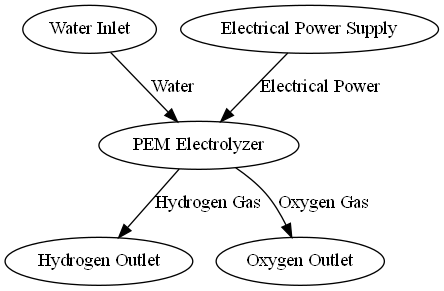 Water Inlet
Electrical Power Supply
Water
Electrical Power
PEM Electrolyzer
Hydrogen Gas
Oxygen Gas
Hydrogen Outlet
Oxygen Outlet